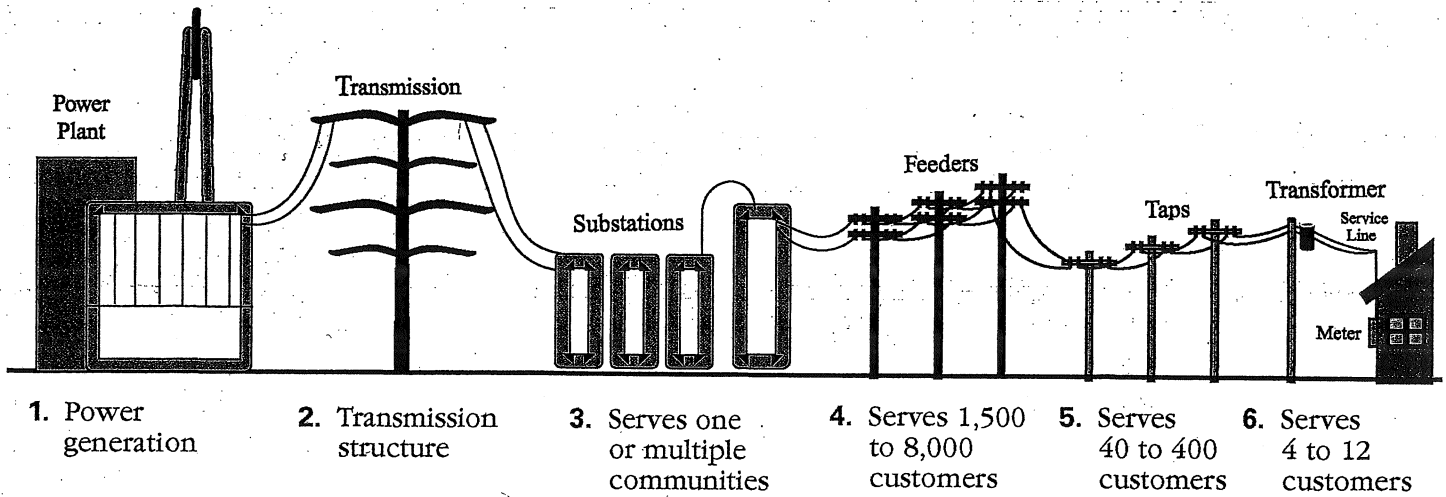 Power
Plant
Transmission
Substations
Feeders
Taps
Transformer
Service
Line
Meter
1. Power
generation
2. Transmission
structure
3. Serves one
or multiple
communities
4. Serves 1,500
to 8,000
customers
5. Serves
40 to 400
customers
6. Serves
4 to 12
customers